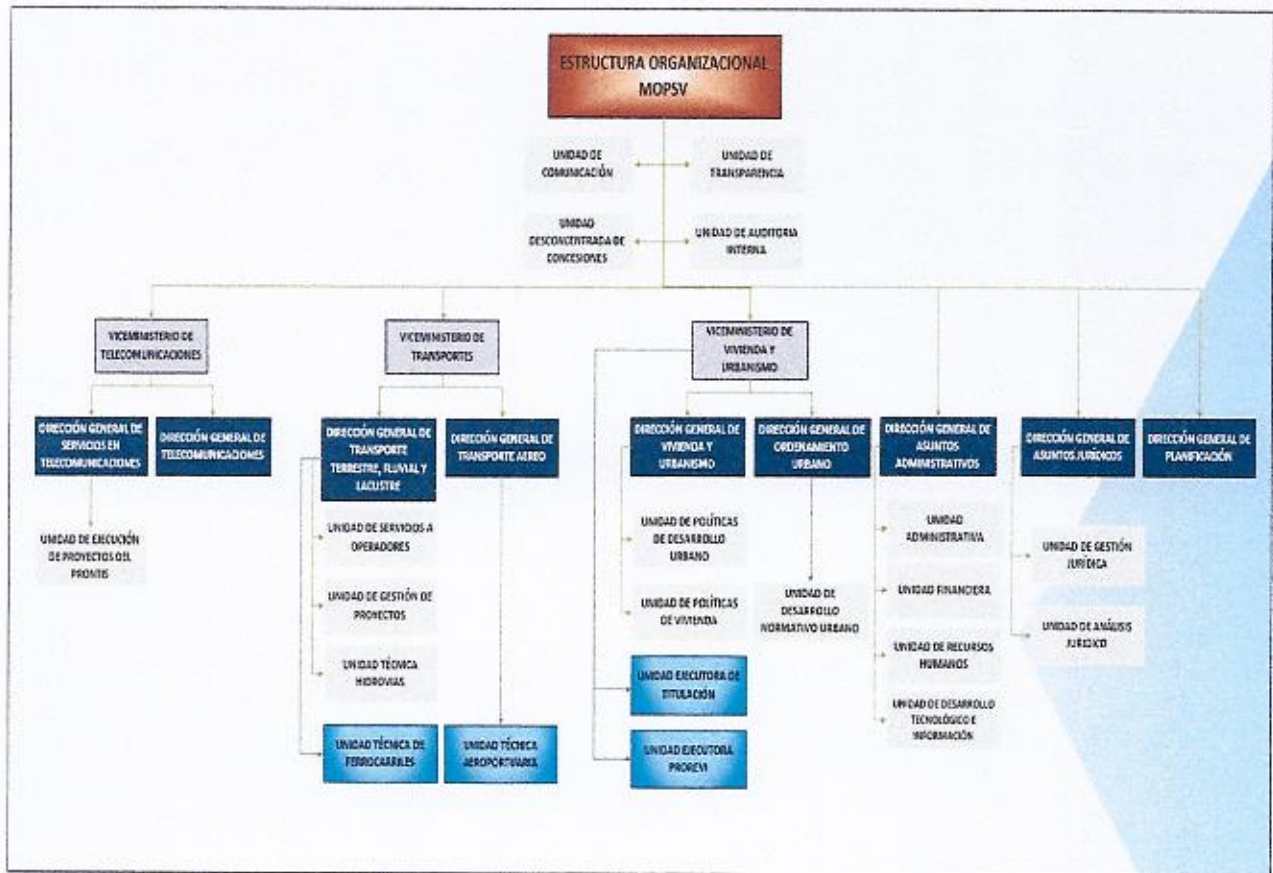 ESTRUCTURA ORGANIZACIONAL
MOPSV
UNIDAD DE
COMUNICACIÓN
UNIDAD DE
TRANSPARENCIA
UNIDAD
DESCONCENTRADA DE
CONCESIONES
UNIDAD DE AUDITORIA
INTERNA
VICEMINISTERIO DE
TELECOMUNICACIONES
VICEMINISTERIO DE
TRANSPORTES
VICEMINISTERIO DE
VIVIENDA Y
URBANISMO
DIRECCIÓN GENERAL DE
SERVICIOS EN
TELECOMUNICACIONES
DIRECCIÓN GENERAL DE
TELECOMUNICACIONES
DIRECCIÓN GENERAL DE
TRANSPORTE
TERRESTRE, FLUVIAL Y
LACUSTRE
DIRECCIÓN GENERAL DE
TRANSPORTE AEREO
DIRECCIÓN GENERAL DE
VIVIENDA Y
URBANISMO
DIRECCIÓN GENERAL DE
ORDENAMIENTO
URBANO
DIRECCIÓN GENERAL DE
ASUNTOS
ADMINISTRATIVOS
DIRECCIÓN GENERAL DE
ASUNTOS JURÍDICOS
DIRECCIÓN GENERAL DE
PLANIFICACIÓN
UNIDAD DE EJECUCIÓN
DE PROYECTOS DEL
PRONTIS
UNIDAD DE SERVICIOS A
OPERADORES
UNIDAD DE GESTIÓN DE
PROYECTOS
UNIDAD TÉCNICA
HIDROVIAS
UNIDAD TÉCNICA DE
FERROCARRILES
UNIDAD TÉCNICA
AEROPORTUARIA
UNIDAD DE POLÍTICAS
DE DESARROLLO
URBANO
UNIDAD DE POLÍTICAS
DE VIVIENDA
UNIDAD EJECUTORA DE
TITULACIÓN
UNIDAD EJECUTORA
PROREVI
UNIDAD DE
DESARROLLO
NORMATIVO URBANO
UNIDAD
ADMINISTRATIVA
UNIDAD FINANCIERA
UNIDAD DE RECURSOS
HUMANOS
UNIDAD DE DESARROLLO
TECNOLÓGICO E
INFORMACIÓN
UNIDAD DE GESTIÓN
JURÍDICA
UNIDAD DE ANÁLISIS
JURIDICO